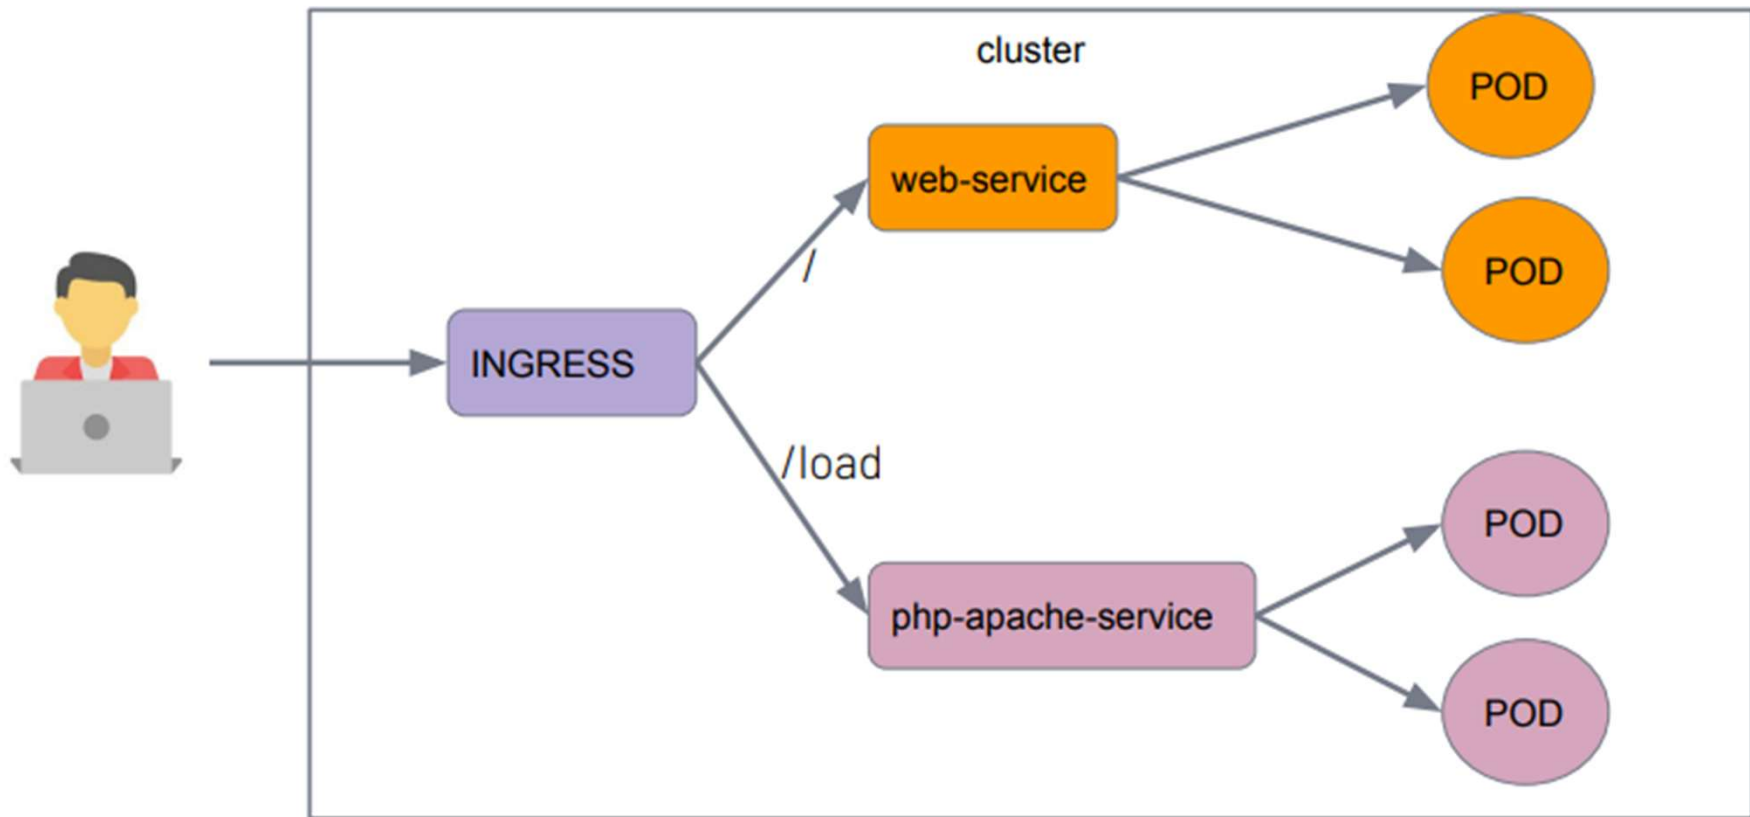 cluster
POD
web-service
POD
/
INGRESS
/load
POD
php-apache-service
POD